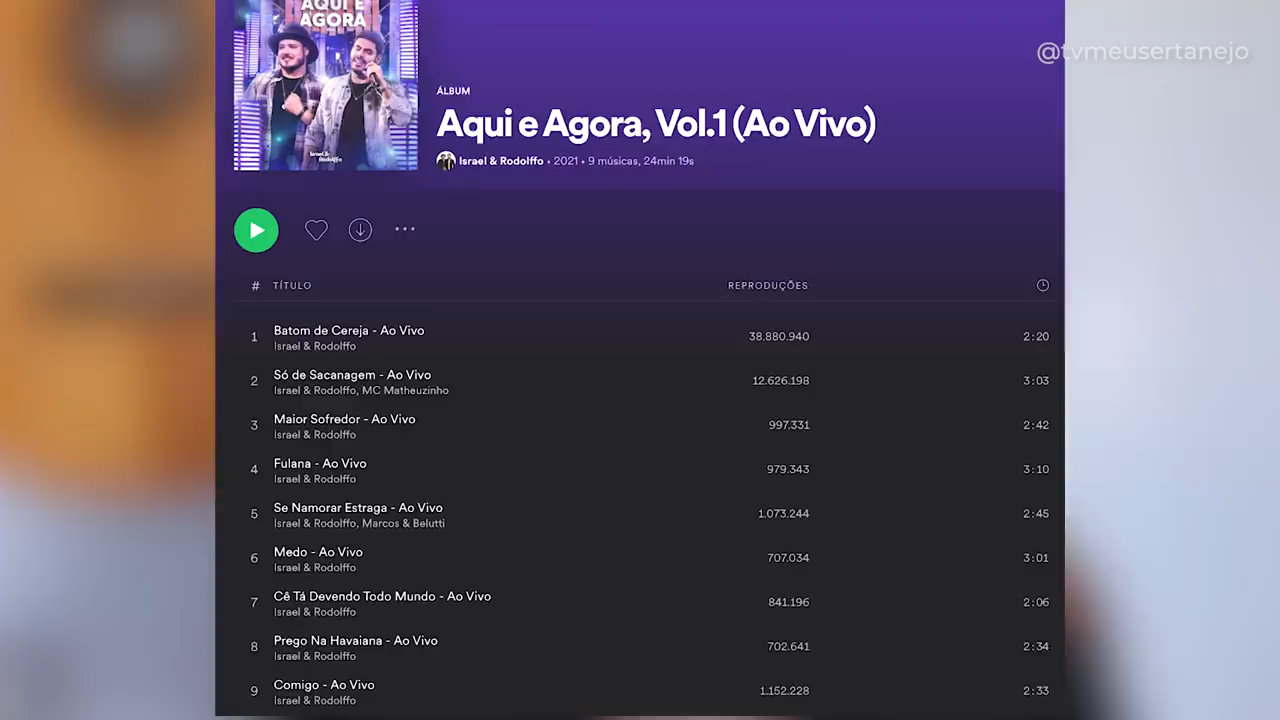 AQUI E
AGORA
Israel &
Rodolffo
@tvmeusertanejo
ÁLBUM
Aqui e Agora, Vol.1 (Ao Vivo)
Israel & Rodolffo • 2021 • 9 músicas, 24min 19s
# TÍTULO REPRODUÇÕES
1 Batom de Cereja - Ao Vivo 38.880.940 2:20
Israel & Rodolffo
2 Só de Sacanagem - Ao Vivo 12.626.198 3:03
Israel & Rodolffo, MC Matheuzinho
3 Maior Sofredor - Ao Vivo 997.331 2:42
Israel & Rodolffo
4 Fulana - Ao Vivo 979.343 3:10
Israel & Rodolffo
5 Se Namorar Estraga - Ao Vivo 1.073.244 2:45
Israel & Rodolffo, Marcos & Belutti
6 Medo - Ao Vivo 707.034 3:01
Israel & Rodolffo
7 Cê Tá Devendo Todo Mundo - Ao Vivo 841.196 2:06
Israel & Rodolffo
8 Prego Na Havaiana - Ao Vivo 702.641 2:34
Israel & Rodolffo
9 Comigo - Ao Vivo 1.152.228 2:33
Israel & Rodolffo